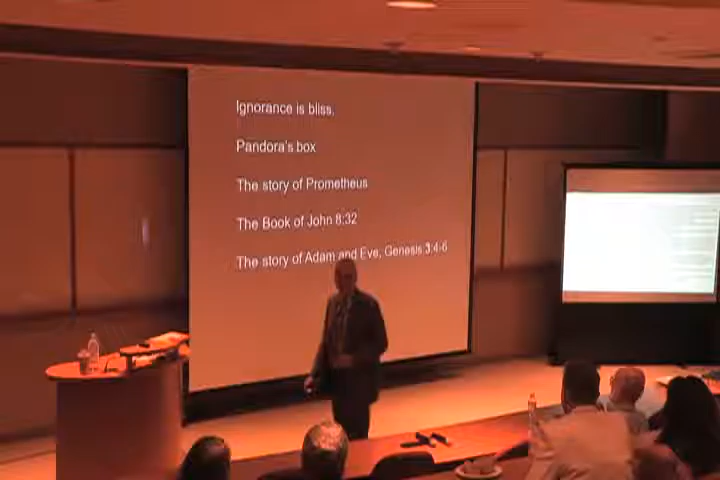 Ignorance is bliss.
Pandora's box
The story of Prometheus
The Book of John 8:32
The story of Adam and Eve, Genesis 3:4-6